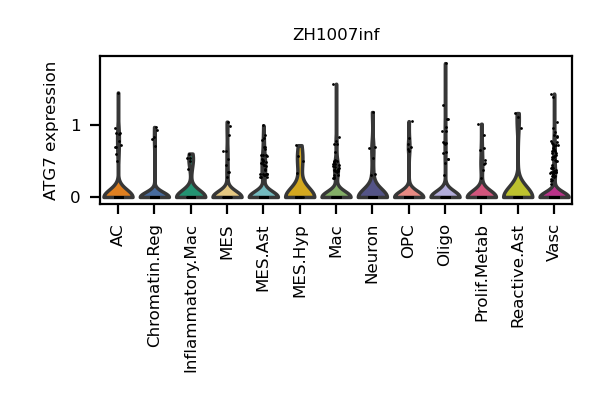 ZH1007inf
ATG7 expression
1
0
AC
Chromatin.Reg
Inflammatory.Mac
MES
MES.Ast
MES.Hyp
Mac
Neuron
OPC
Oligo
Prolif.Metab
Reactive.Ast
Vasc